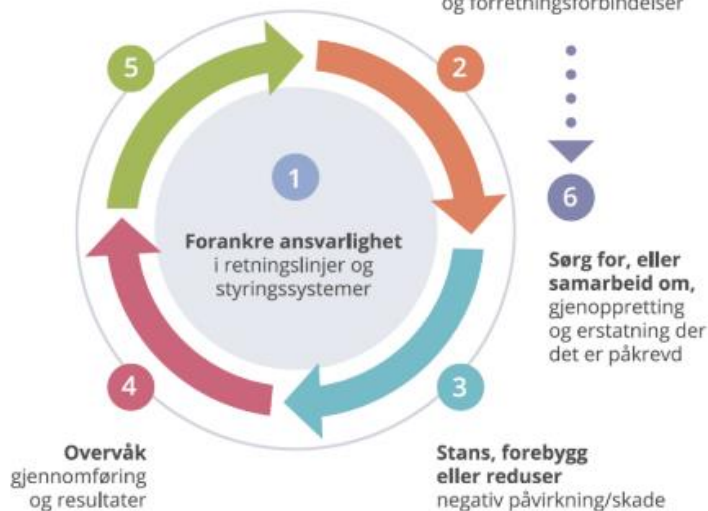 og forretningsforbindelser
5
2
1
6
Forankre ansvarlighet
i retningslinjer og
styringssystemer
Sørg for, eller
samarbeid om,
gjenoppretting
og erstatning der
det er påkrevd
4
3
Overvåk
gjennomføring
og resultater
Stans, forebygg
eller reduser
negativ påvirkning/skade